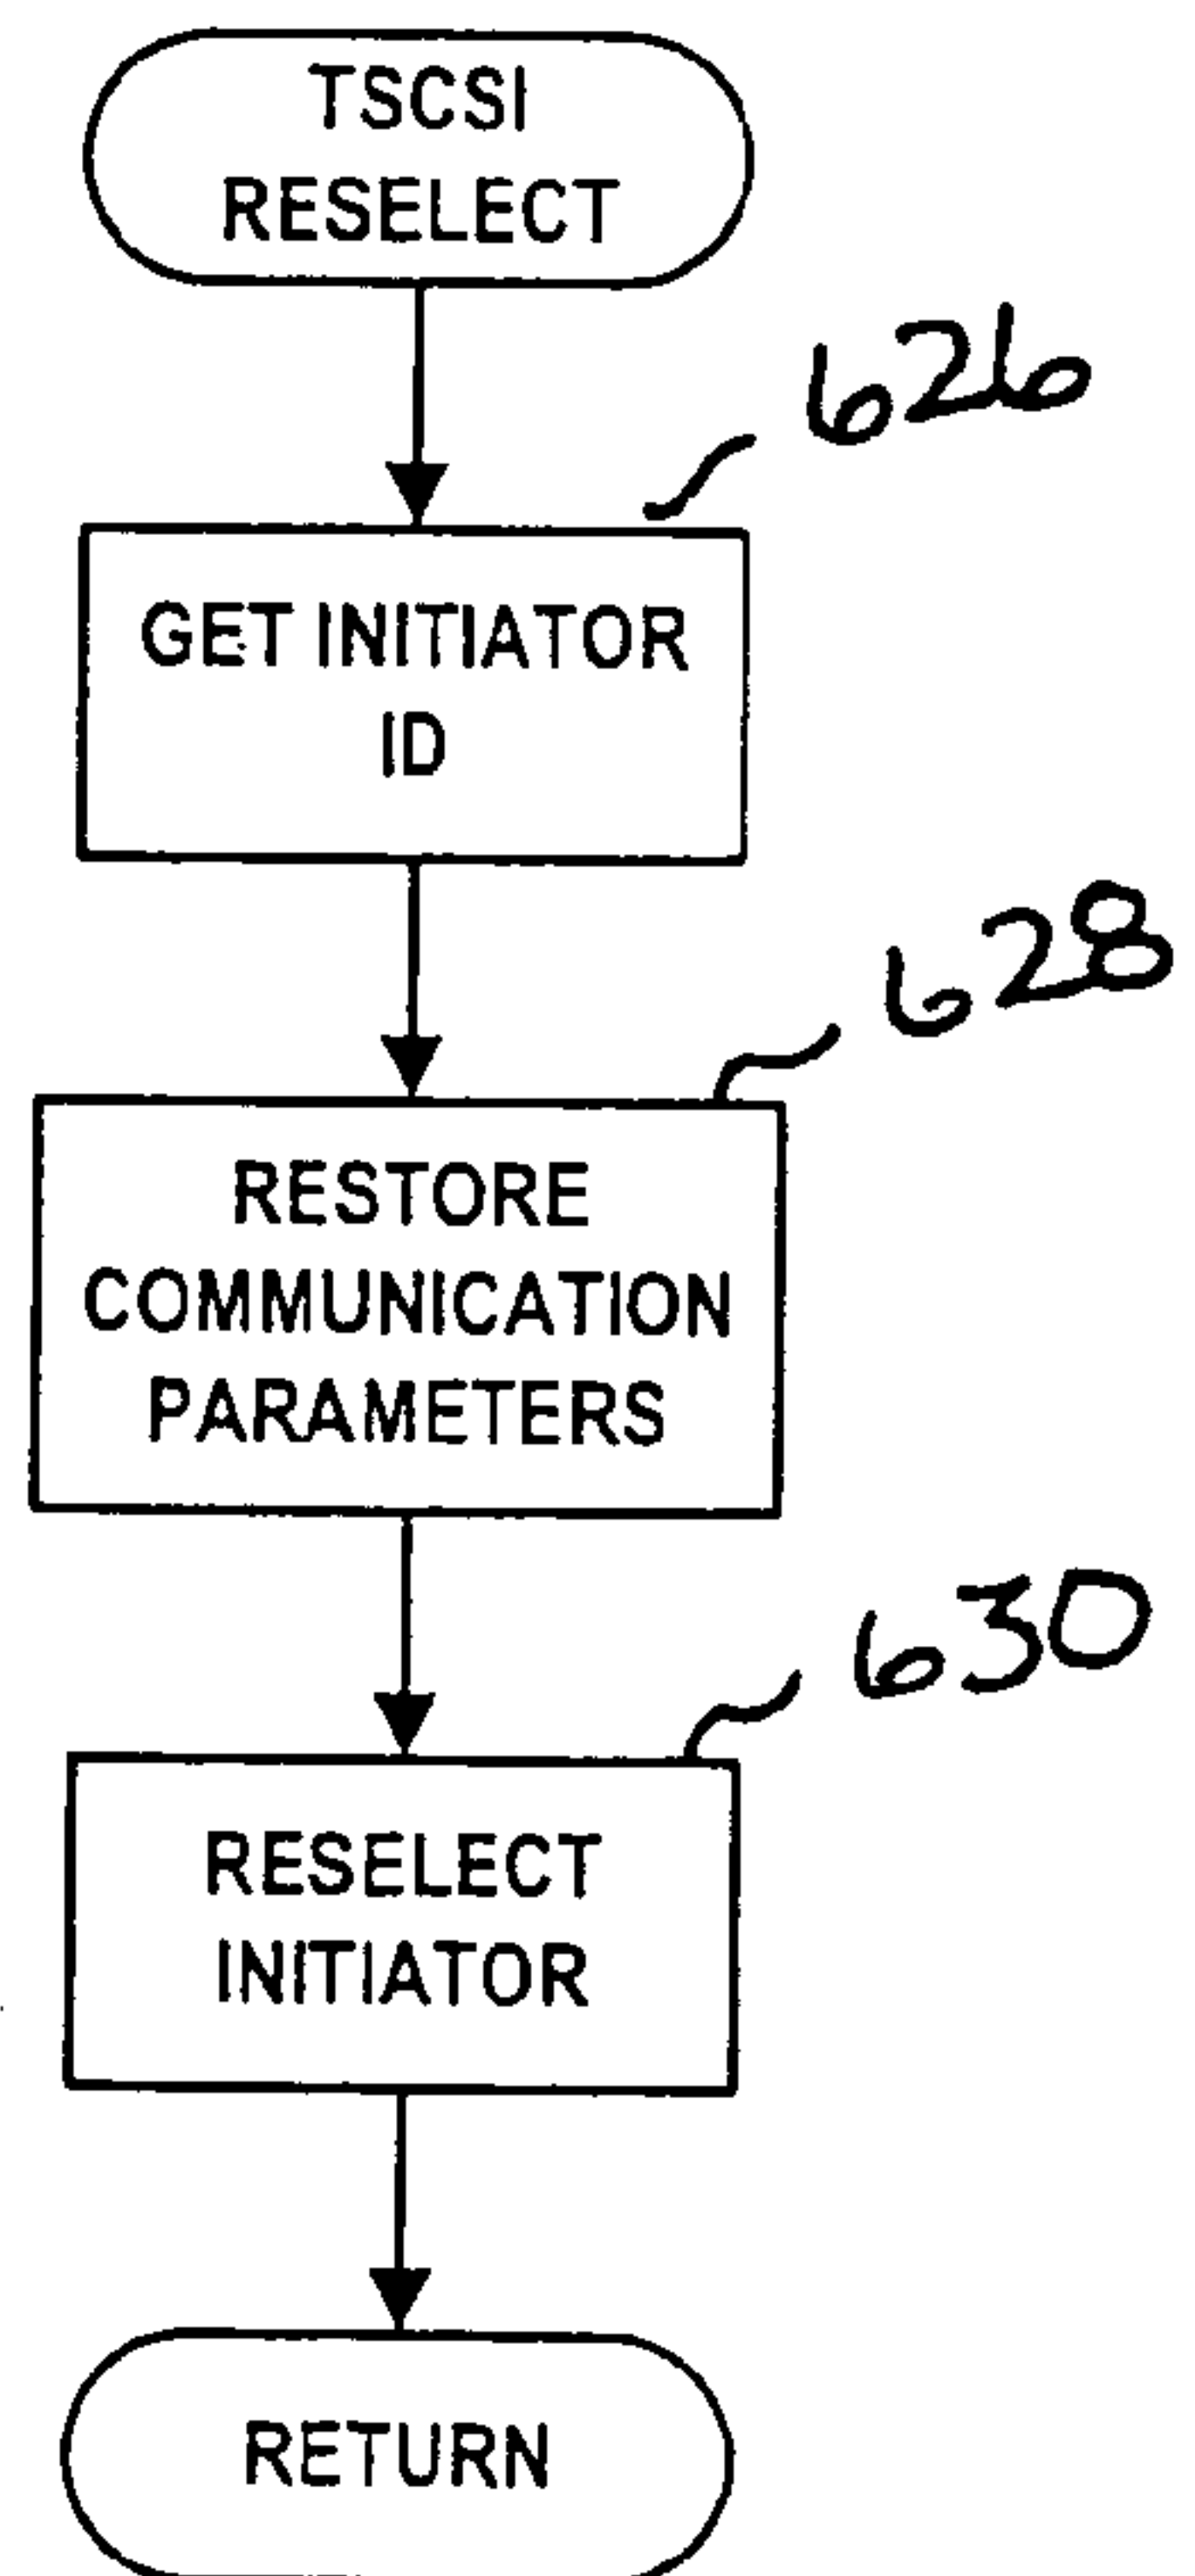 TSCSI
RESELECT
626
GET INITIATOR
ID
628
RESTORE
COMMUNICATION
PARAMETERS
630
RESELECT
INITIATOR
RETURN